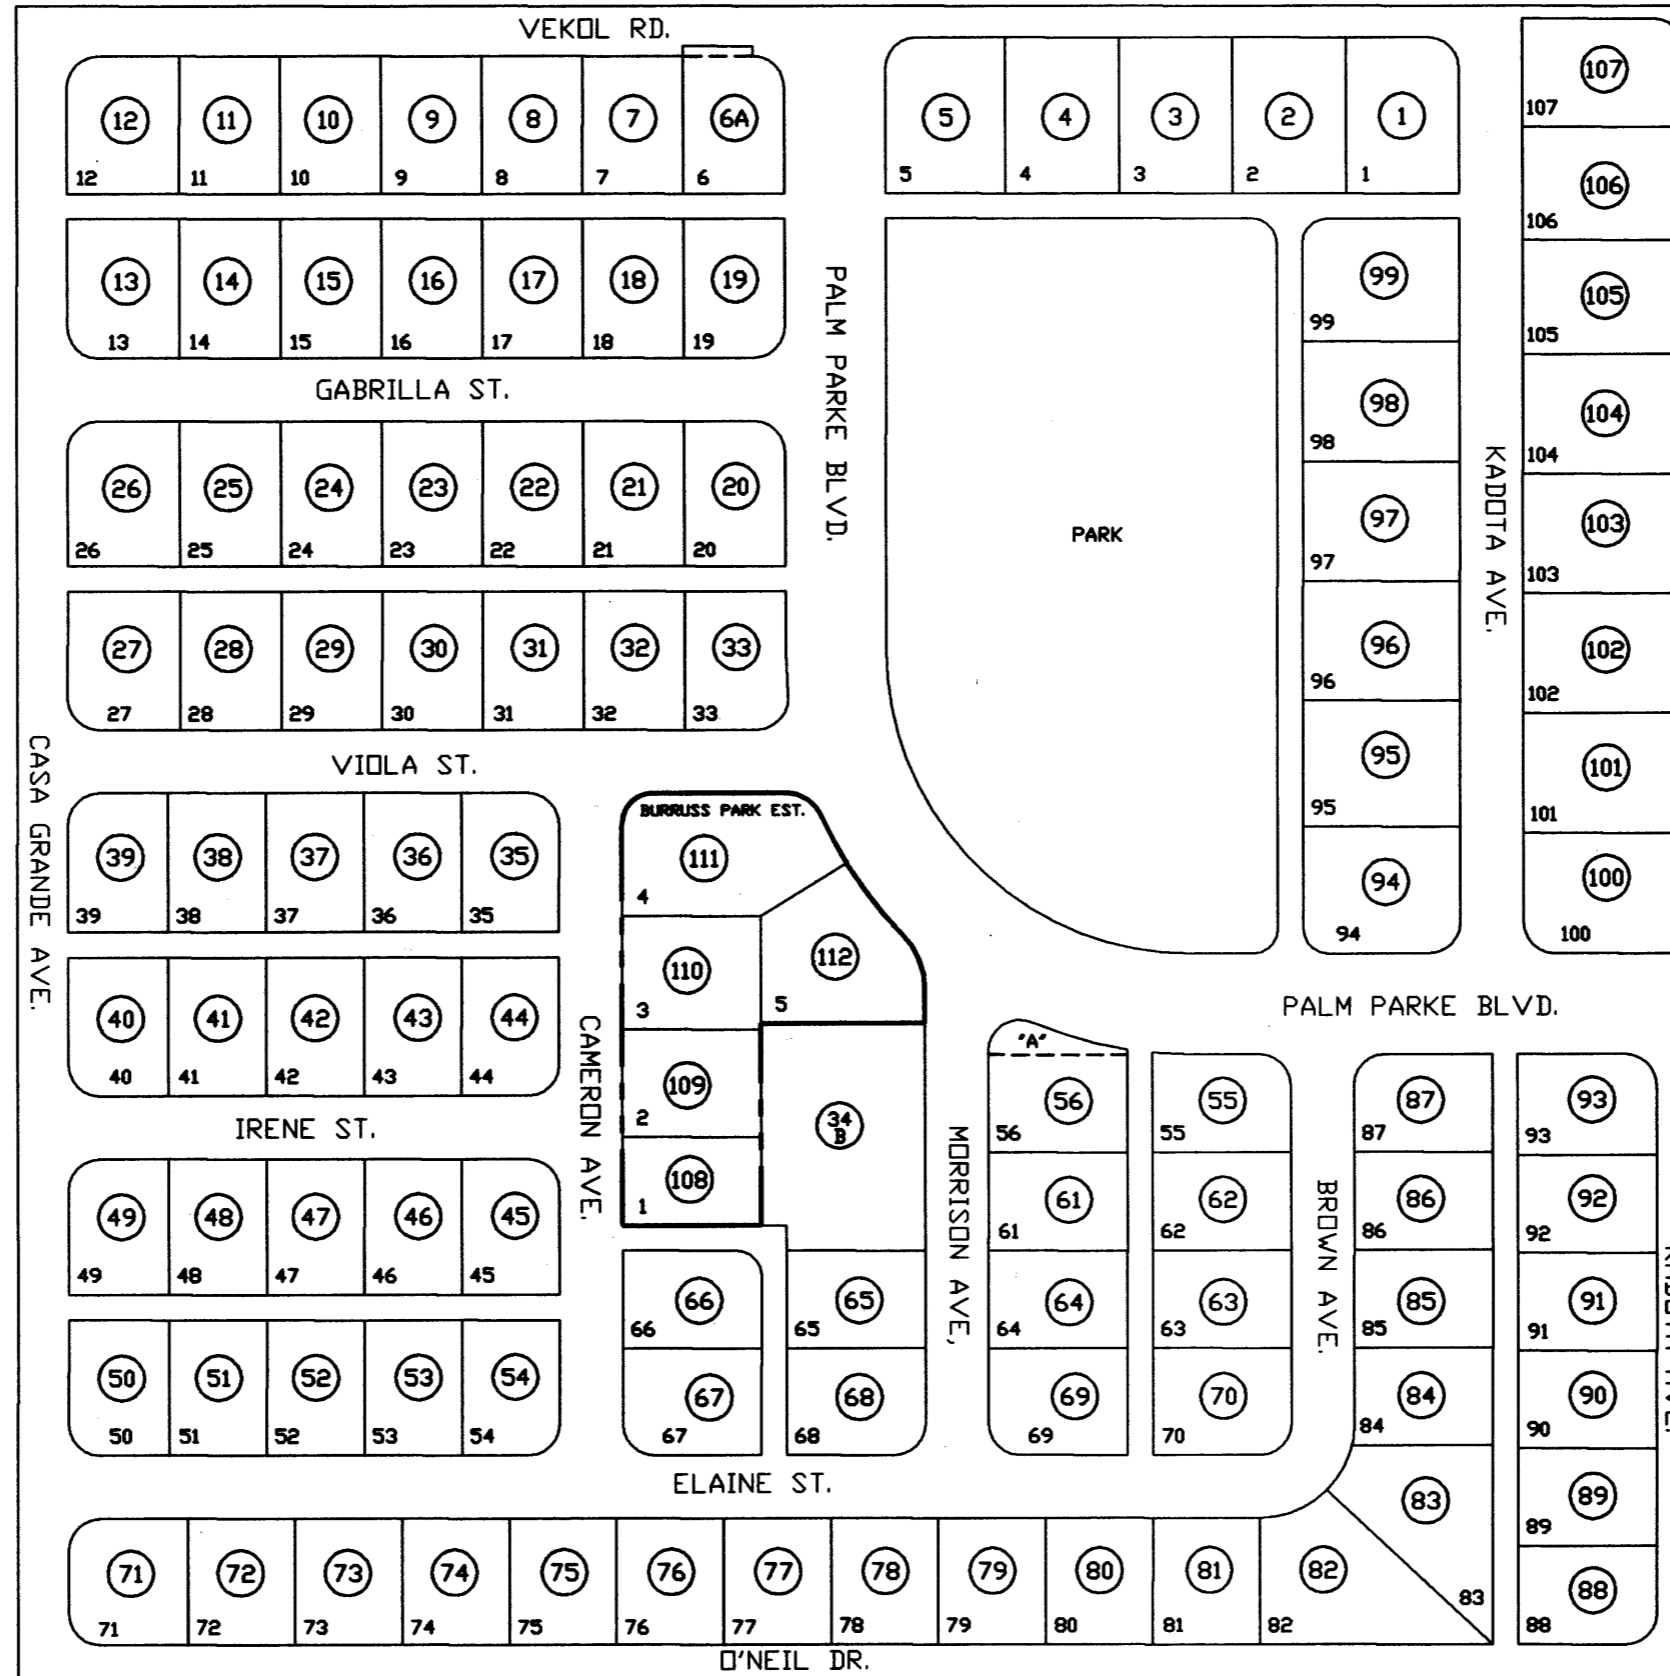 VEKOL RD.
12 11 10 9 8 7 6A 5 4 3 2 1 107
12 11 10 9 8 7 6 5 4 3 2 1 107
106
106
13 14 15 16 17 18 19 99 105
13 14 15 16 17 18 19 99 105
GABRILLA ST.
PALM PARKE BLVD.
98 104
98 104
26 25 24 23 22 21 20 97 103
26 25 24 23 22 21 20 97 103
PARK
KADOTA AVE.
27 28 29 30 31 32 33 96 102
27 28 29 30 31 32 33 96 102
VIOLA ST.
CASA GRANDE AVE.
95 101
95 101
BURRUSS PARK EST.
39 38 37 36 35 111 94 100
39 38 37 36 35 4 94 100
110 112
3 5
40 41 42 43 44
40 41 42 43 44
CAMERON AVE.
PALM PARKE BLVD.
"A"
109 34 56 55 87 93
B
2 56 55 87 93
IRENE ST.
MORRISON AVE,
BROWN AVE.
49 48 47 46 45 108 61 62 86 92
49 48 47 46 45 1 61 62 86 92
66 65 64 63 85 91
66 65 64 63 85 91
50 51 52 53 54 67 68 69 70 84 90
50 51 52 53 54 67 68 69 70 84 90
ELAINE ST.
83 89
83 89
71 72 73 74 75 76 77 78 79 80 81 82 88
71 72 73 74 75 76 77 78 79 80 81 82 88
O'NEIL DR.